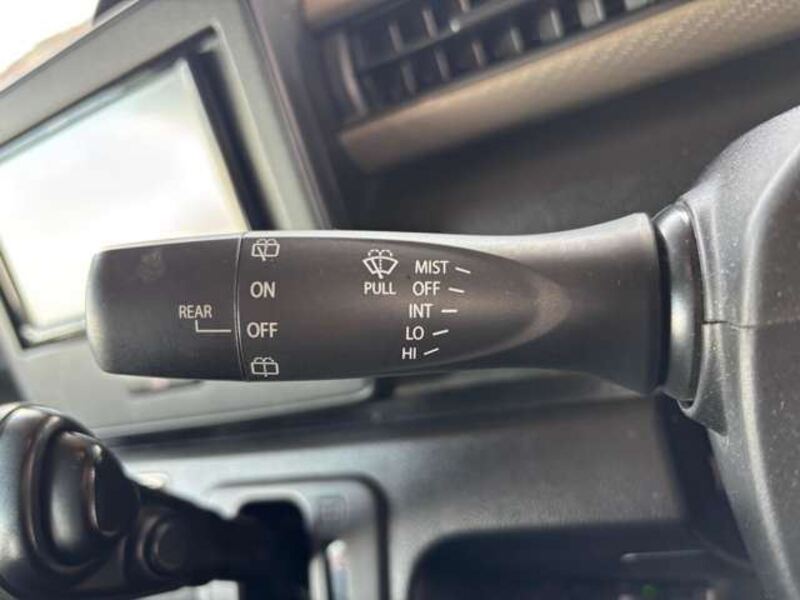 REAR
ON
OFF
PULL
MIST
OFF
INT
LO
HI